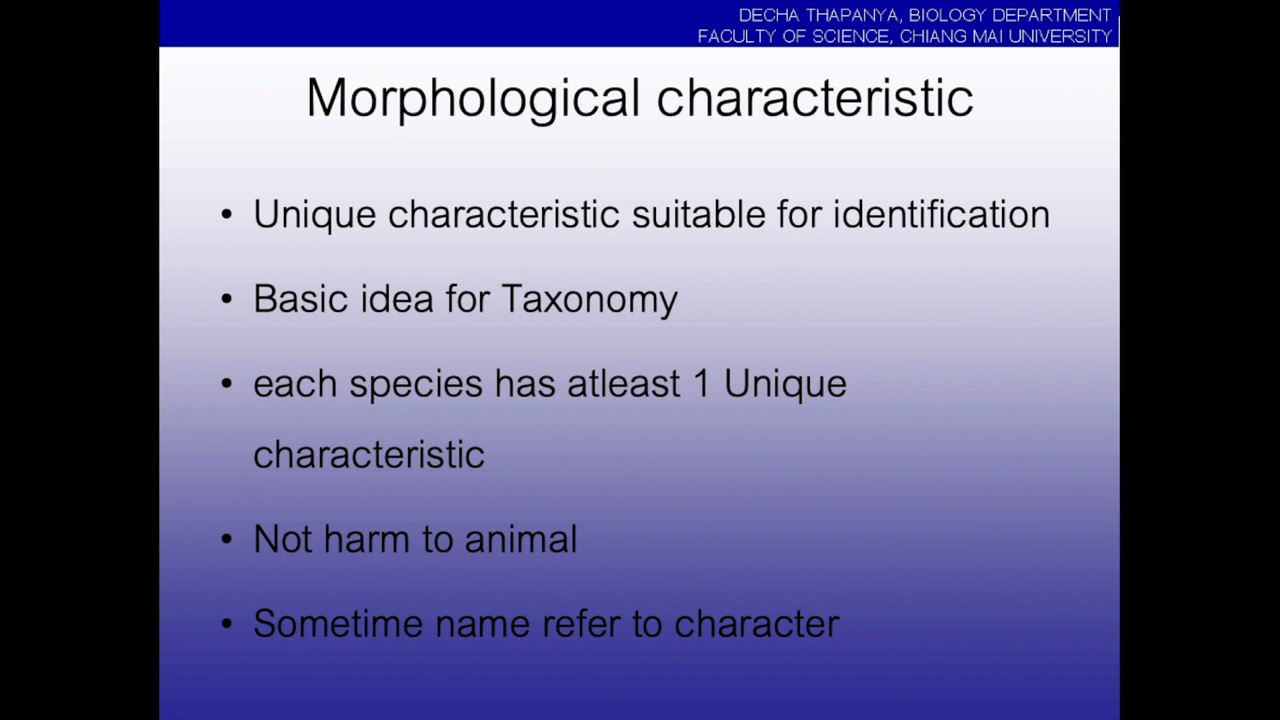 DECHA THAPANYA, BIOLOGY DEPARTMENT
FACULTY OF SCIENCE, CHIANG MAI UNIVERSITY
Morphological characteristic
• Unique characteristic suitable for identification
• Basic idea for Taxonomy
• each species has atleast 1 Unique
characteristic
• Not harm to animal
• Sometime name refer to character